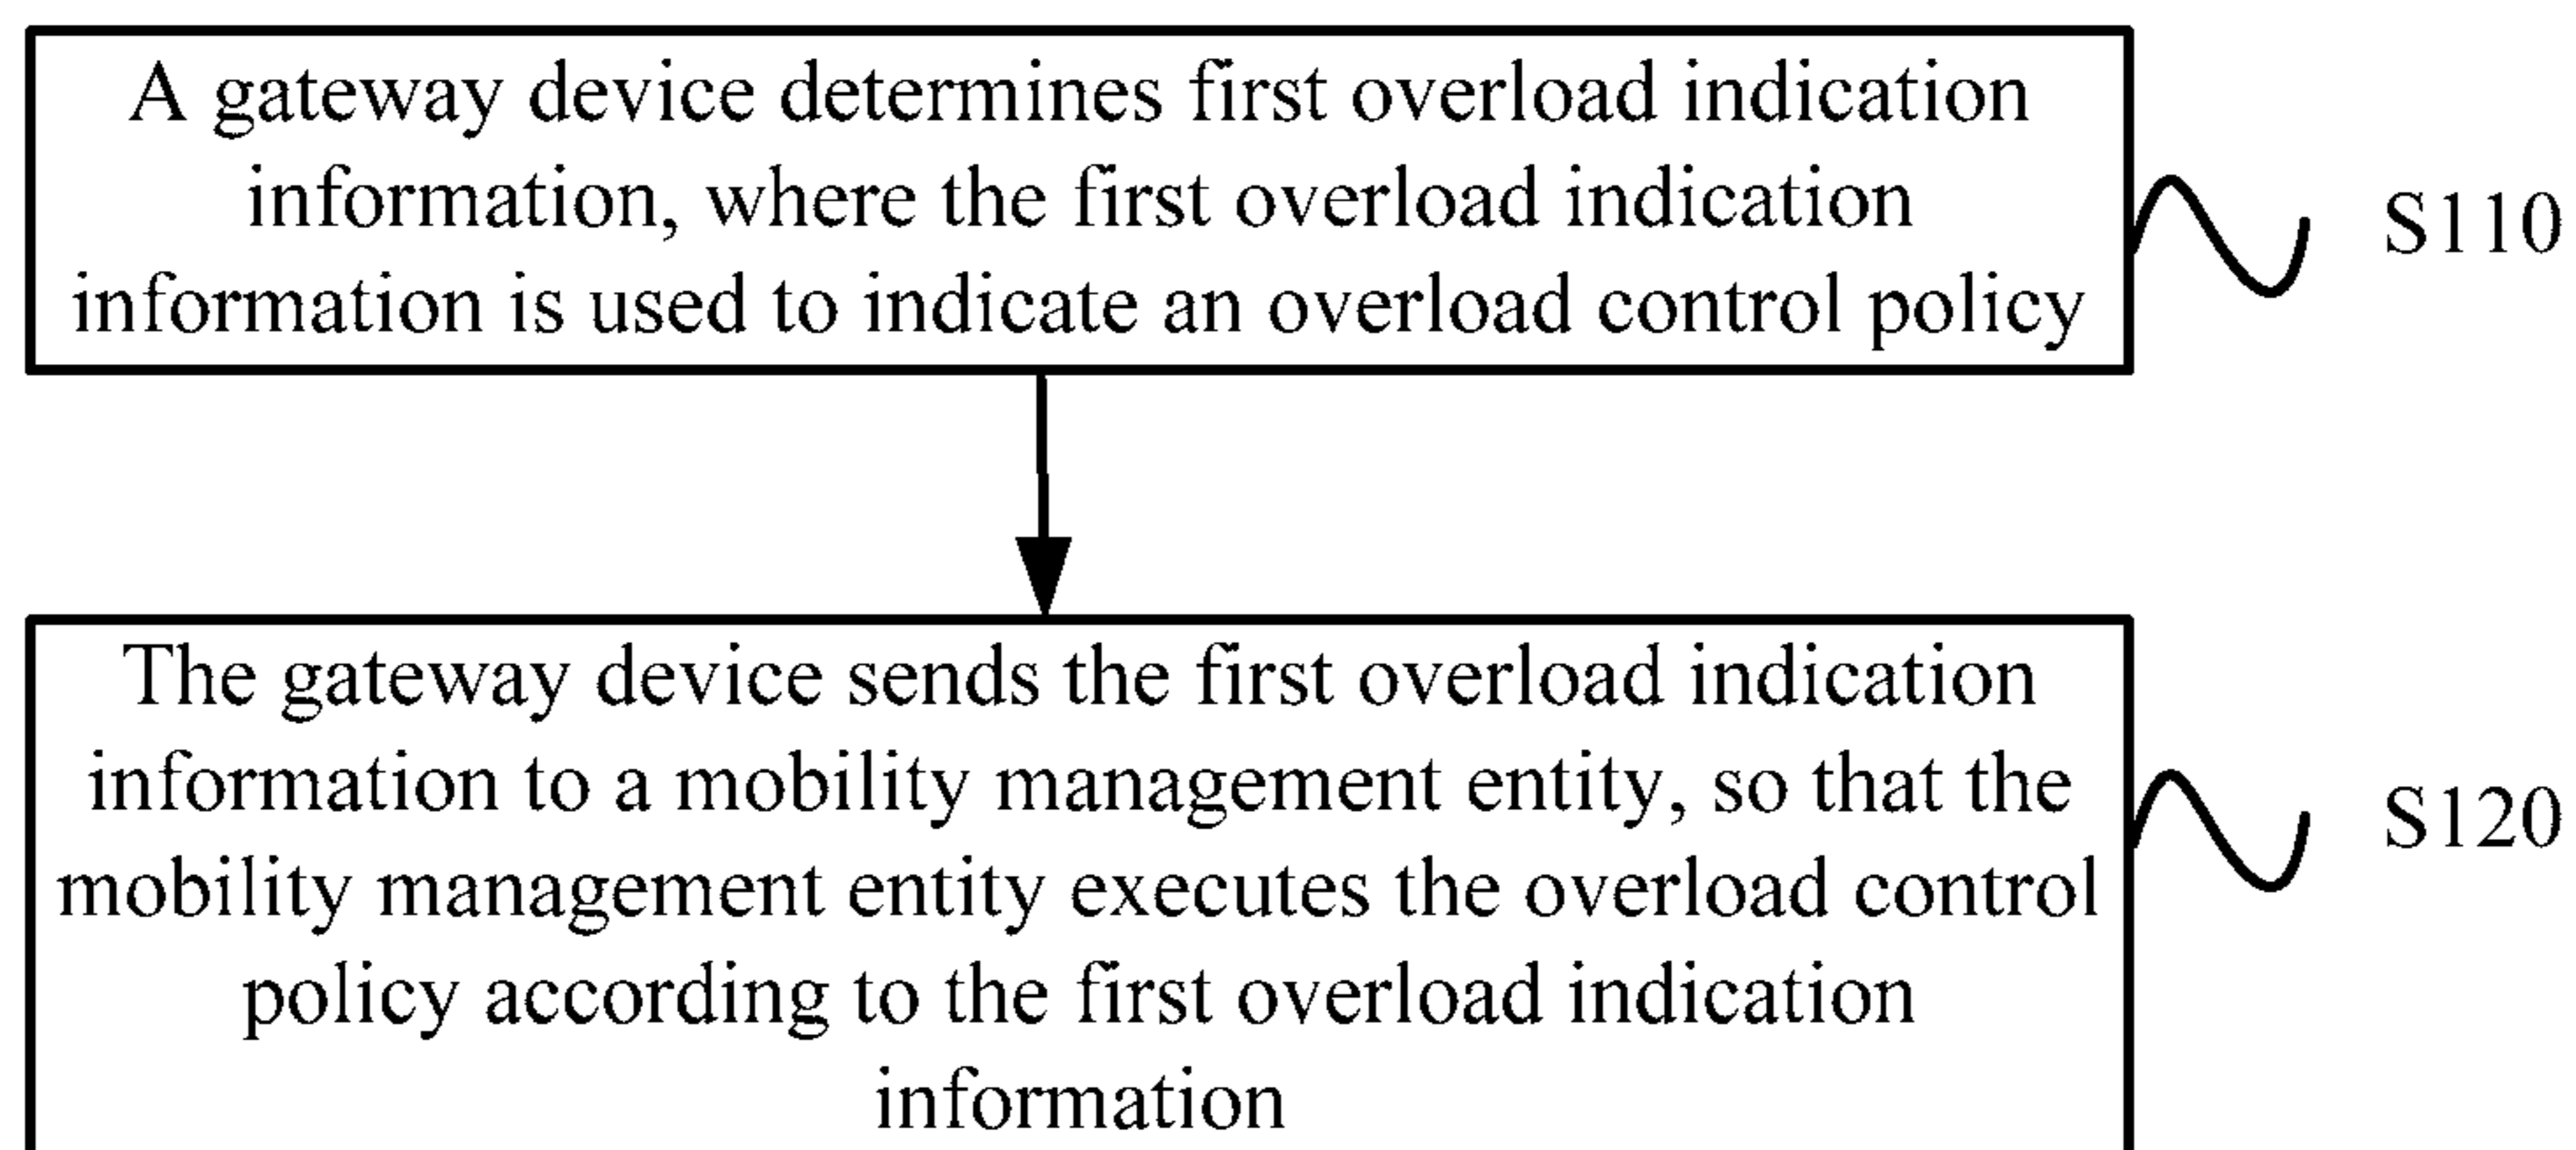 A gateway device determines first overload indication
information, where the first overload indication
information is used to indicate an overload control policy
S110
The gateway device sends the first overload indication
information to a mobility management entity, so that the
mobility management entity executes the overload control
policy according to the first overload indication
information
S120